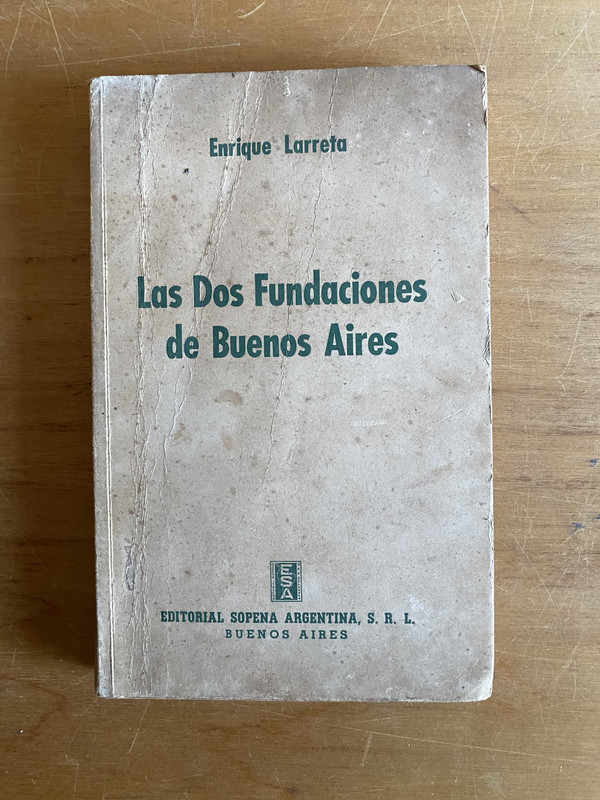 Enrique Larreta
Las Dos Fundaciones
de Buenos Aires
ESA
EDITORIAL SOPENA ARGENTINA, S. R. L.
BUENOS AIRES